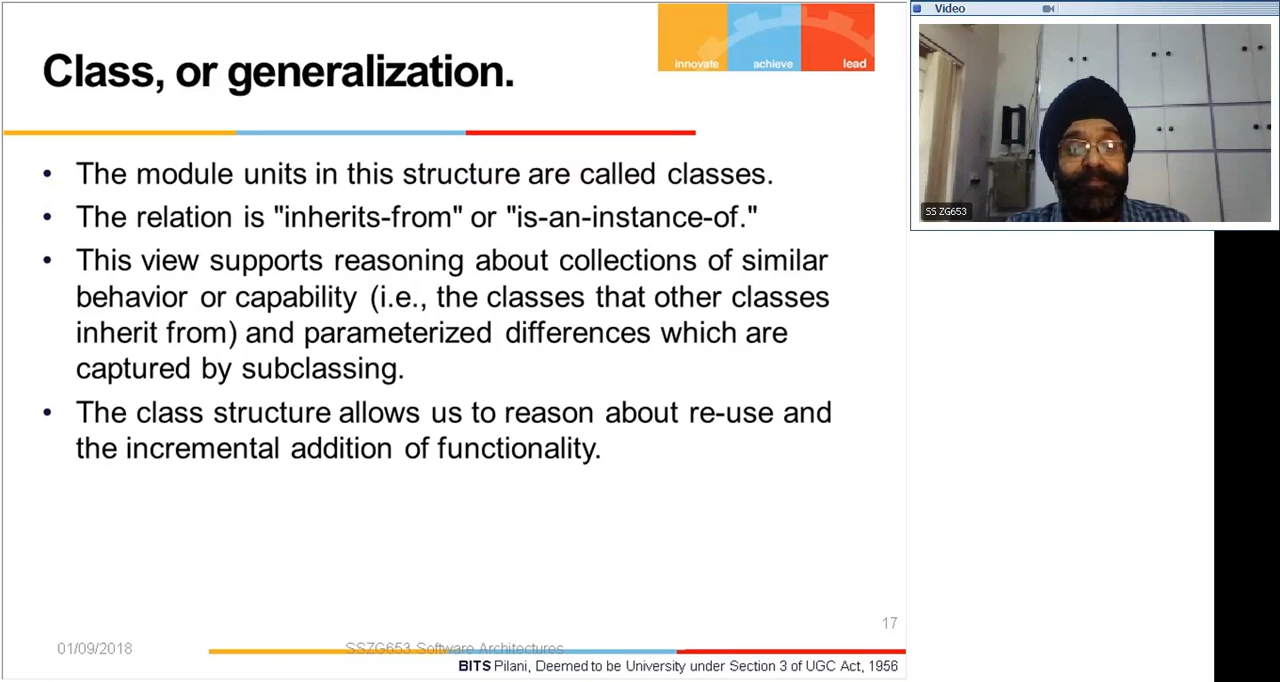 Class, or generalization.
innovate achieve lead
• The module units in this structure are called classes.
• The relation is "inherits-from" or "is-an-instance-of."
• This view supports reasoning about collections of similar
behavior or capability (i.e., the classes that other classes
inherit from) and parameterized differences which are
captured by subclassing.
• The class structure allows us to reason about re-use and
the incremental addition of functionality.
17
01/09/2018
SSZG653 Software Architectures
BITS Pilani, Deemed to be University under Section 3 of UGC Act, 1956
Video
SS ZG653